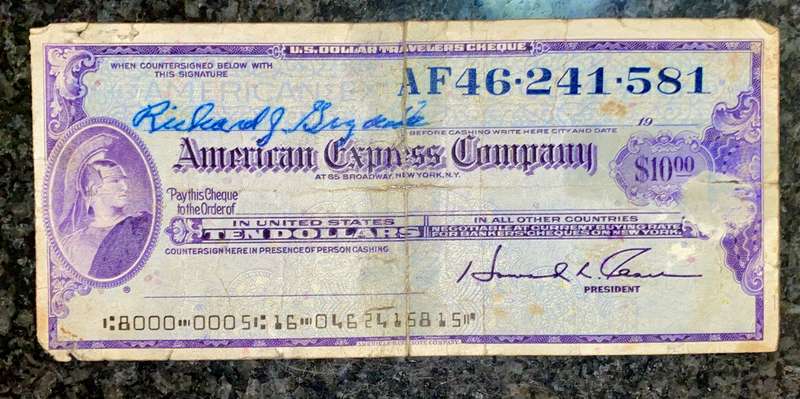 U.S. DOLLAR TRAVELERS CHEQUE
WHEN COUNTERSIGNED BELOW WITH
THIS SIGNATURE
AF46·241·581
Richard J.
19
BEFORE CASHING WRITE HERE CITY AND DATE
American Express Company
AT 65 BROADWAY, NEW YORK, N.Y.
$10.00
Pay this Cheque
to the Order of
IN UNITED STATES
TEN DOLLARS
IN ALL OTHER COUNTRIES
NEGOTIABLE AT CURRENT BUYING RATE
FOR BANKERS' CHEQUES ON NEW YORK
COUNTERSIGN HERE IN PRESENCE OF PERSON CASHING
Howard L. Clark
PRESIDENT
⑆8000⑉0005⑆16⑉0462415815⑈